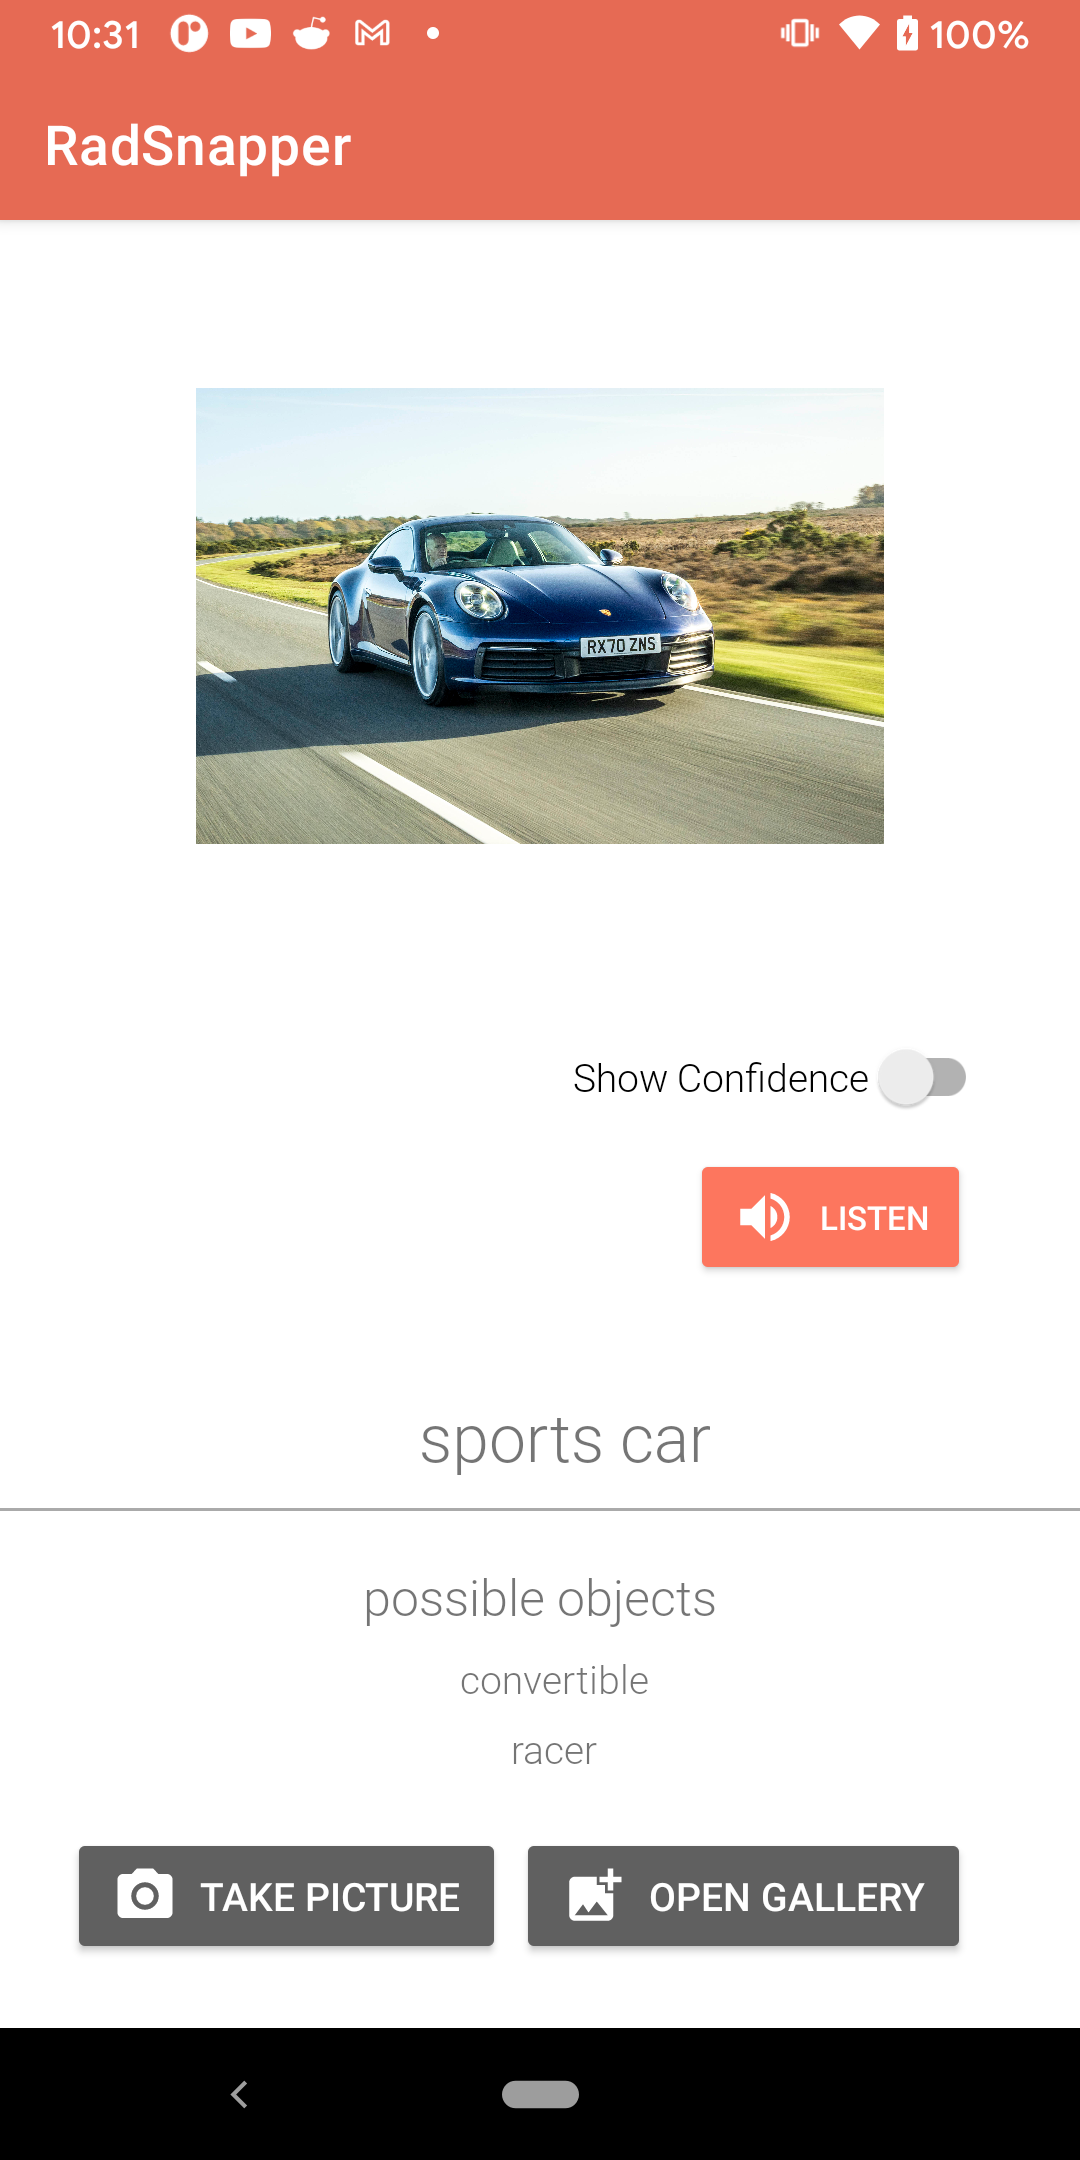 10:31 100%
RadSnapper
RX70 ZNS
Show Confidence
LISTEN
sports car
possible objects
convertible
racer
TAKE PICTURE OPEN GALLERY